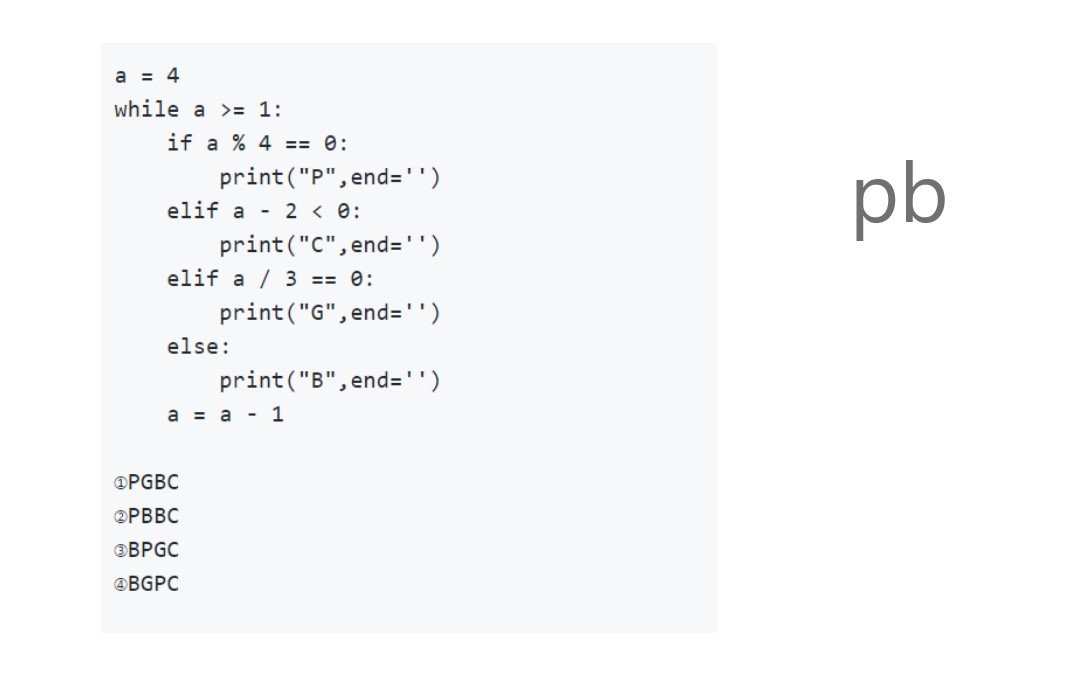 a = 4
while a >= 1:
    if a % 4 == 0:
        print("P",end='')
    elif a - 2 < 0:
        print("C",end='')
    elif a / 3 == 0:
        print("G",end='')
    else:
        print("B",end='')
    a = a - 1
①PGBC
②PBBC
③BPGC
④BGPC
pb